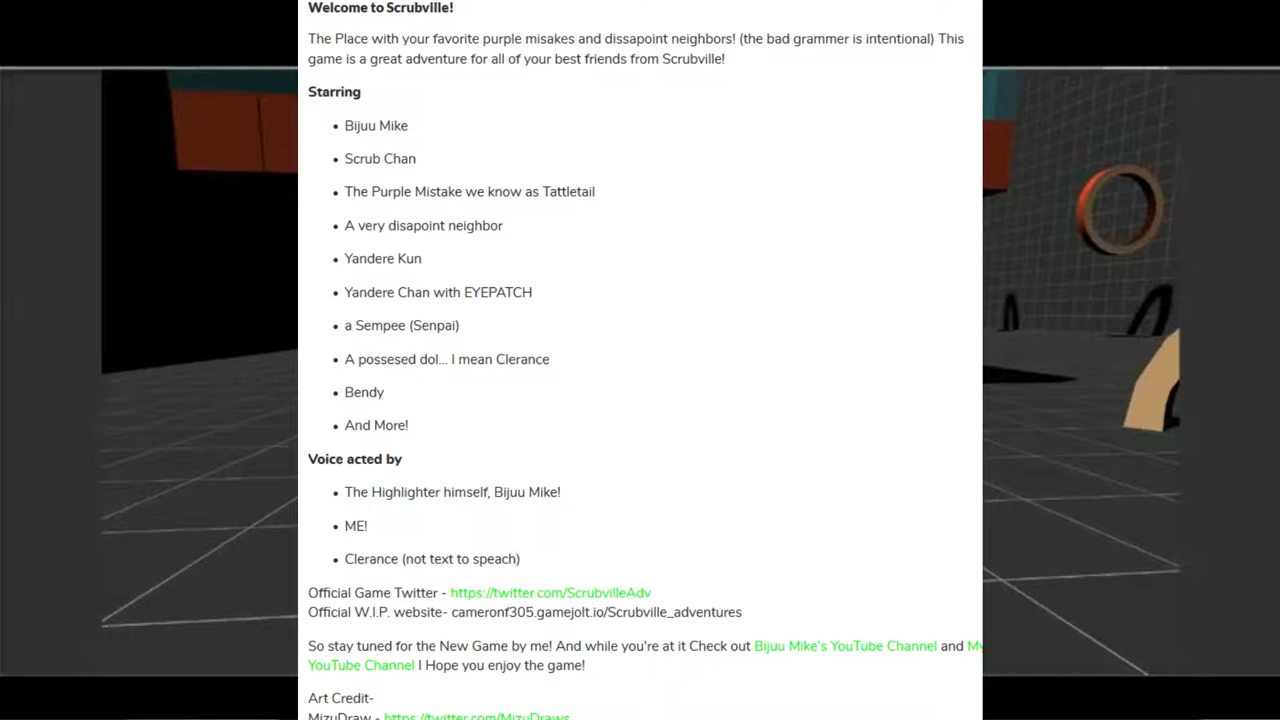 Welcome to Scrubville!
The Place with your favorite purple misakes and dissapoint neighbors! (the bad grammer is intentional) This
game is a great adventure for all of your best friends from Scrubville!
Starring
• Bijuu Mike
• Scrub Chan
• The Purple Mistake we know as Tattletail
• A very disapoint neighbor
• Yandere Kun
• Yandere Chan with EYEPATCH
• a Sempee (Senpai)
• A possesed dol... I mean Clerance
• Bendy
• And More!
Voice acted by
• The Highlighter himself, Bijuu Mike!
• ME!
• Clerance (not text to speach)
Official Game Twitter - https://twitter.com/ScrubvilleAdv
Official W.I.P. website- cameronf305.gamejolt.io/Scrubville_adventures
So stay tuned for the New Game by me! And while you're at it Check out Bijuu Mike's YouTube Channel and My
YouTube Channel I Hope you enjoy the game!
Art Credit-
MizuDraw - https://twitter.com/MizuDraws